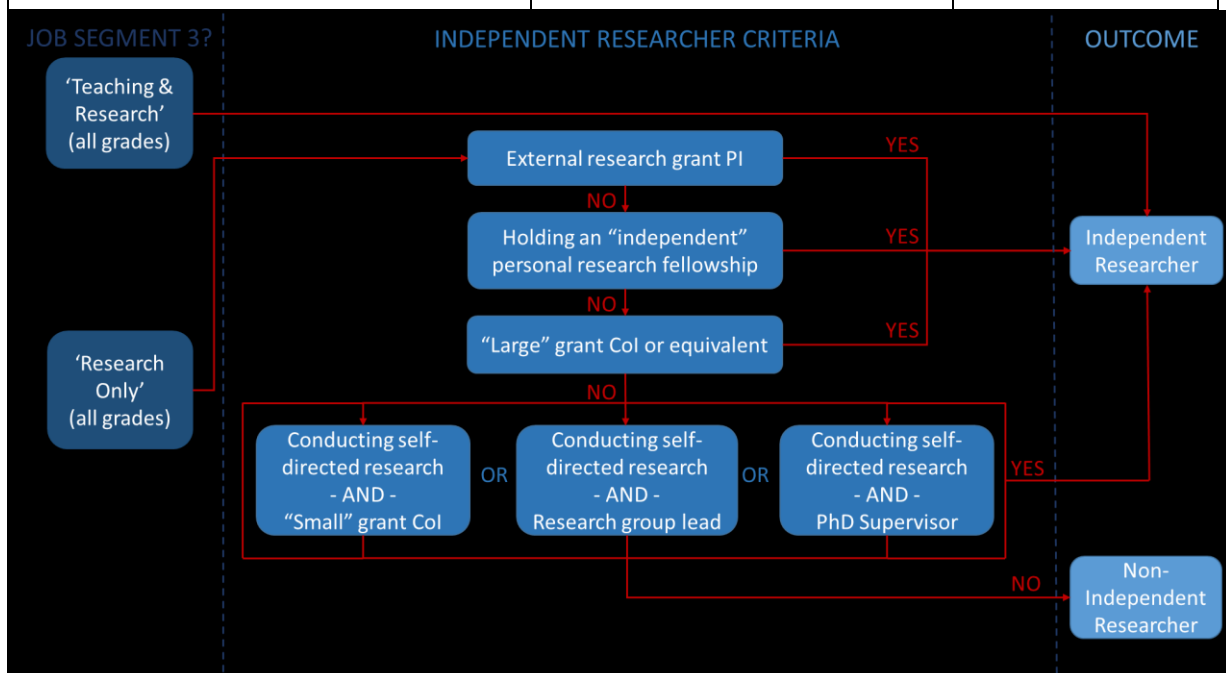 JOB SEGMENT 3?
INDEPENDENT RESEARCHER CRITERIA
OUTCOME
‘Teaching &
Research’
(all grades)
External research grant PI
YES
NO
Holding an “independent”
personal research fellowship
YES
Independent
Researcher
NO
“Large” grant CoI or equivalent
YES
‘Research
Only’
(all grades)
NO
Conducting self-
directed research
- AND -
“Small” grant CoI
OR
Conducting self-
directed research
- AND -
Research group lead
OR
Conducting self-
directed research
- AND -
PhD Supervisor
YES
NO
Non-
Independent
Researcher